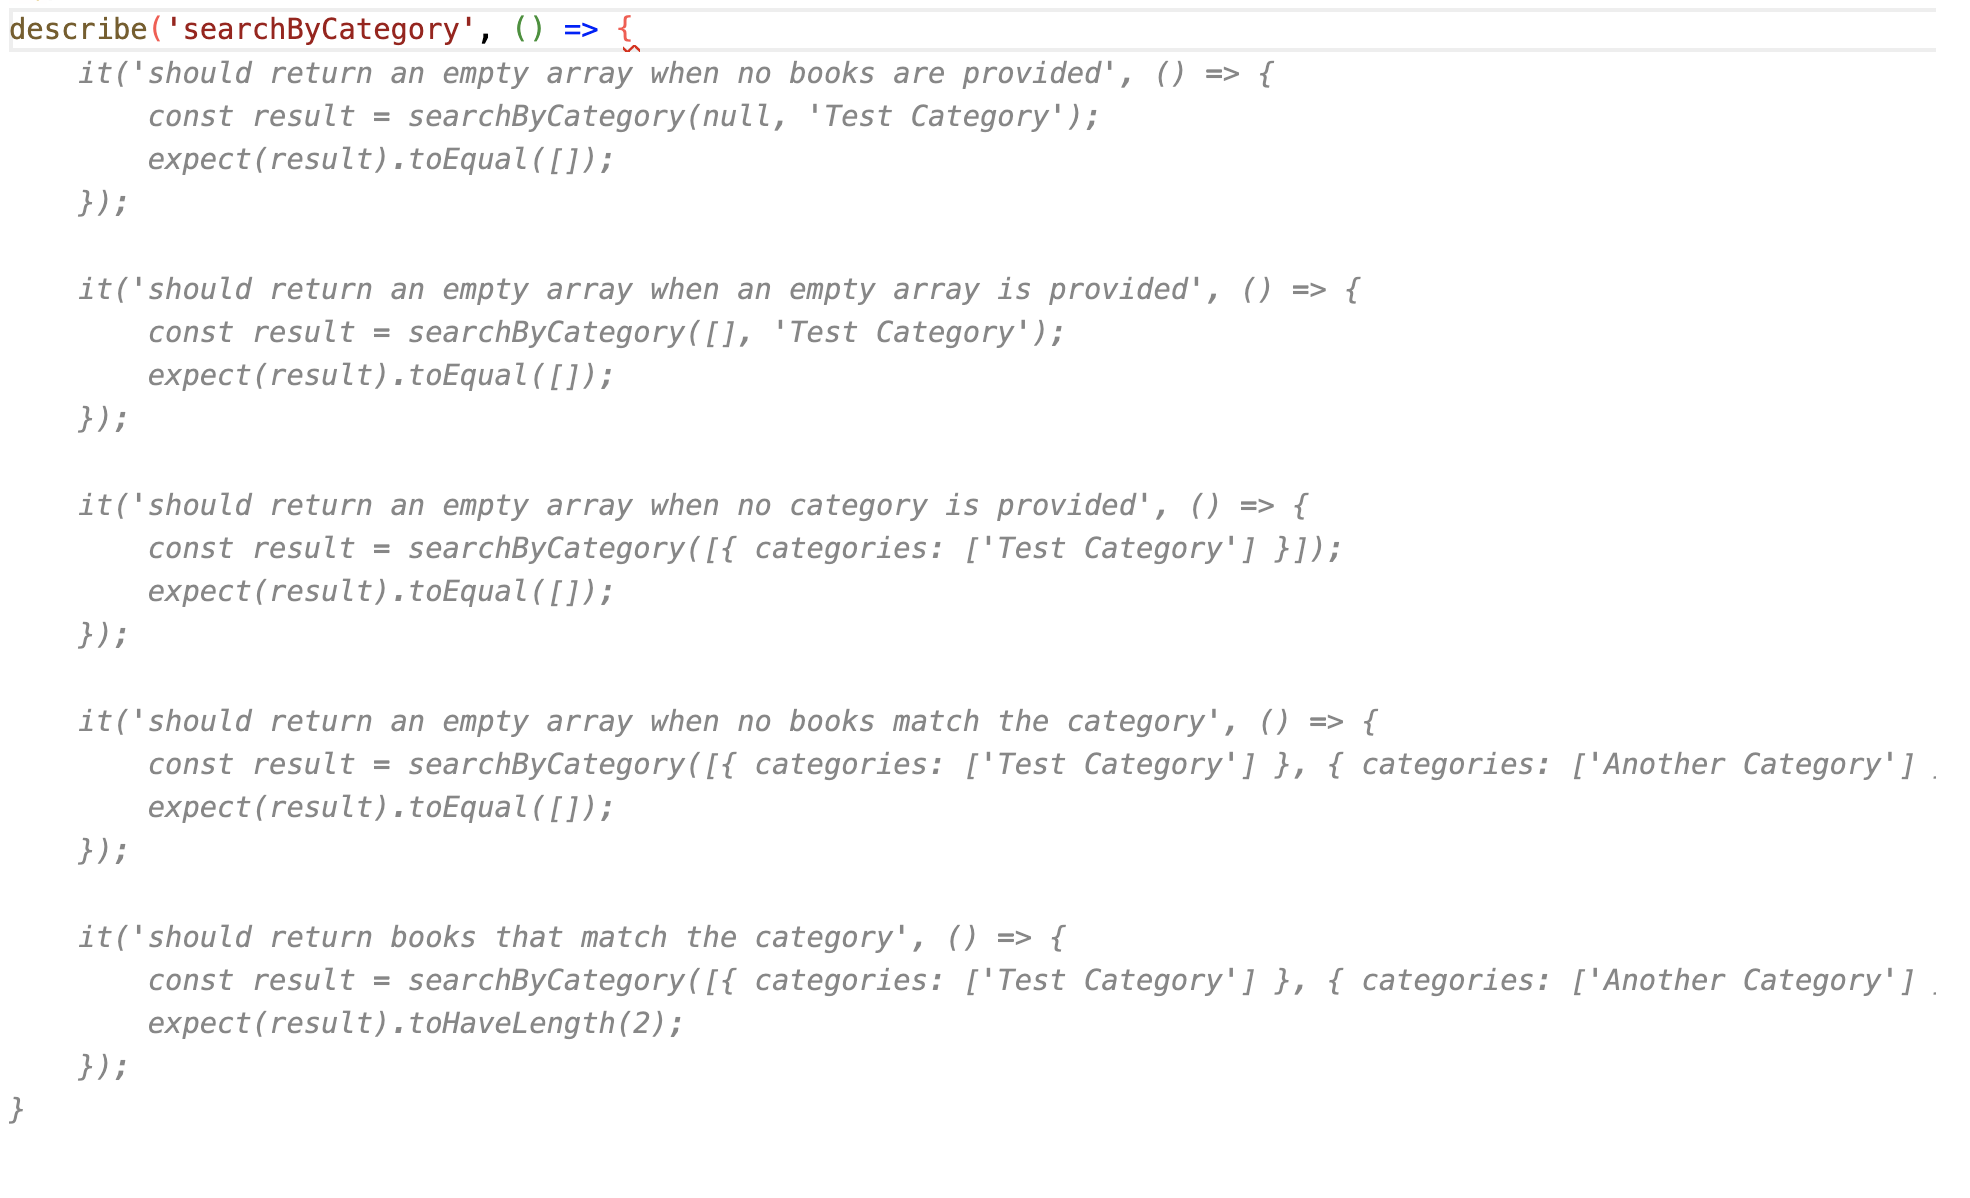 describe('searchByCategory', () => {
    it('should return an empty array when no books are provided', () => {
        const result = searchByCategory(null, 'Test Category');
        expect(result).toEqual([]);
    });

    it('should return an empty array when an empty array is provided', () => {
        const result = searchByCategory([], 'Test Category');
        expect(result).toEqual([]);
    });

    it('should return an empty array when no category is provided', () => {
        const result = searchByCategory([{ categories: ['Test Category'] }]);
        expect(result).toEqual([]);
    });

    it('should return an empty array when no books match the category', () => {
        const result = searchByCategory([{ categories: ['Test Category'] }, { categories: ['Another Category']
        expect(result).toEqual([]);
    });

    it('should return books that match the category', () => {
        const result = searchByCategory([{ categories: ['Test Category'] }, { categories: ['Another Category']
        expect(result).toHaveLength(2);
    });
}